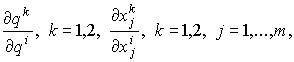 ∂q^k/∂q^i, k=1,2, ∂x_j^k/∂x_j^i, k=1,2, j=1,...,m,